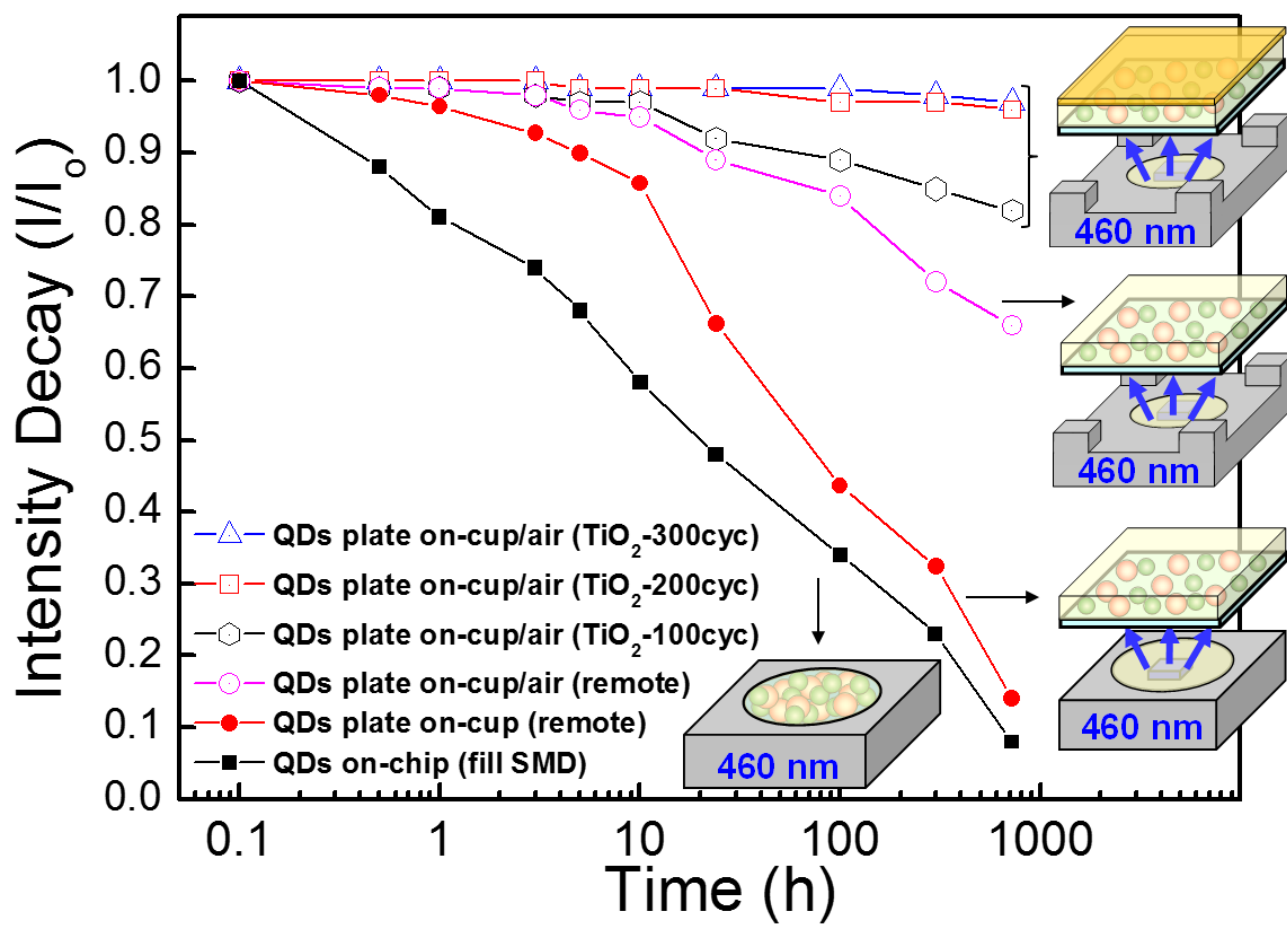 Intensity Decay (I/Io)
1.0
0.9
0.8
0.7
0.6
0.5
0.4
0.3
0.2
0.1
0.0
QDs plate on-cup/air (TiO2-300cyc)
QDs plate on-cup/air (TiO2-200cyc)
QDs plate on-cup/air (TiO2-100cyc)
QDs plate on-cup/air (remote)
QDs plate on-cup (remote)
QDs on-chip (fill SMD)
460 nm
460 nm
460 nm
460 nm
0.1 1 10 100 1000
Time (h)